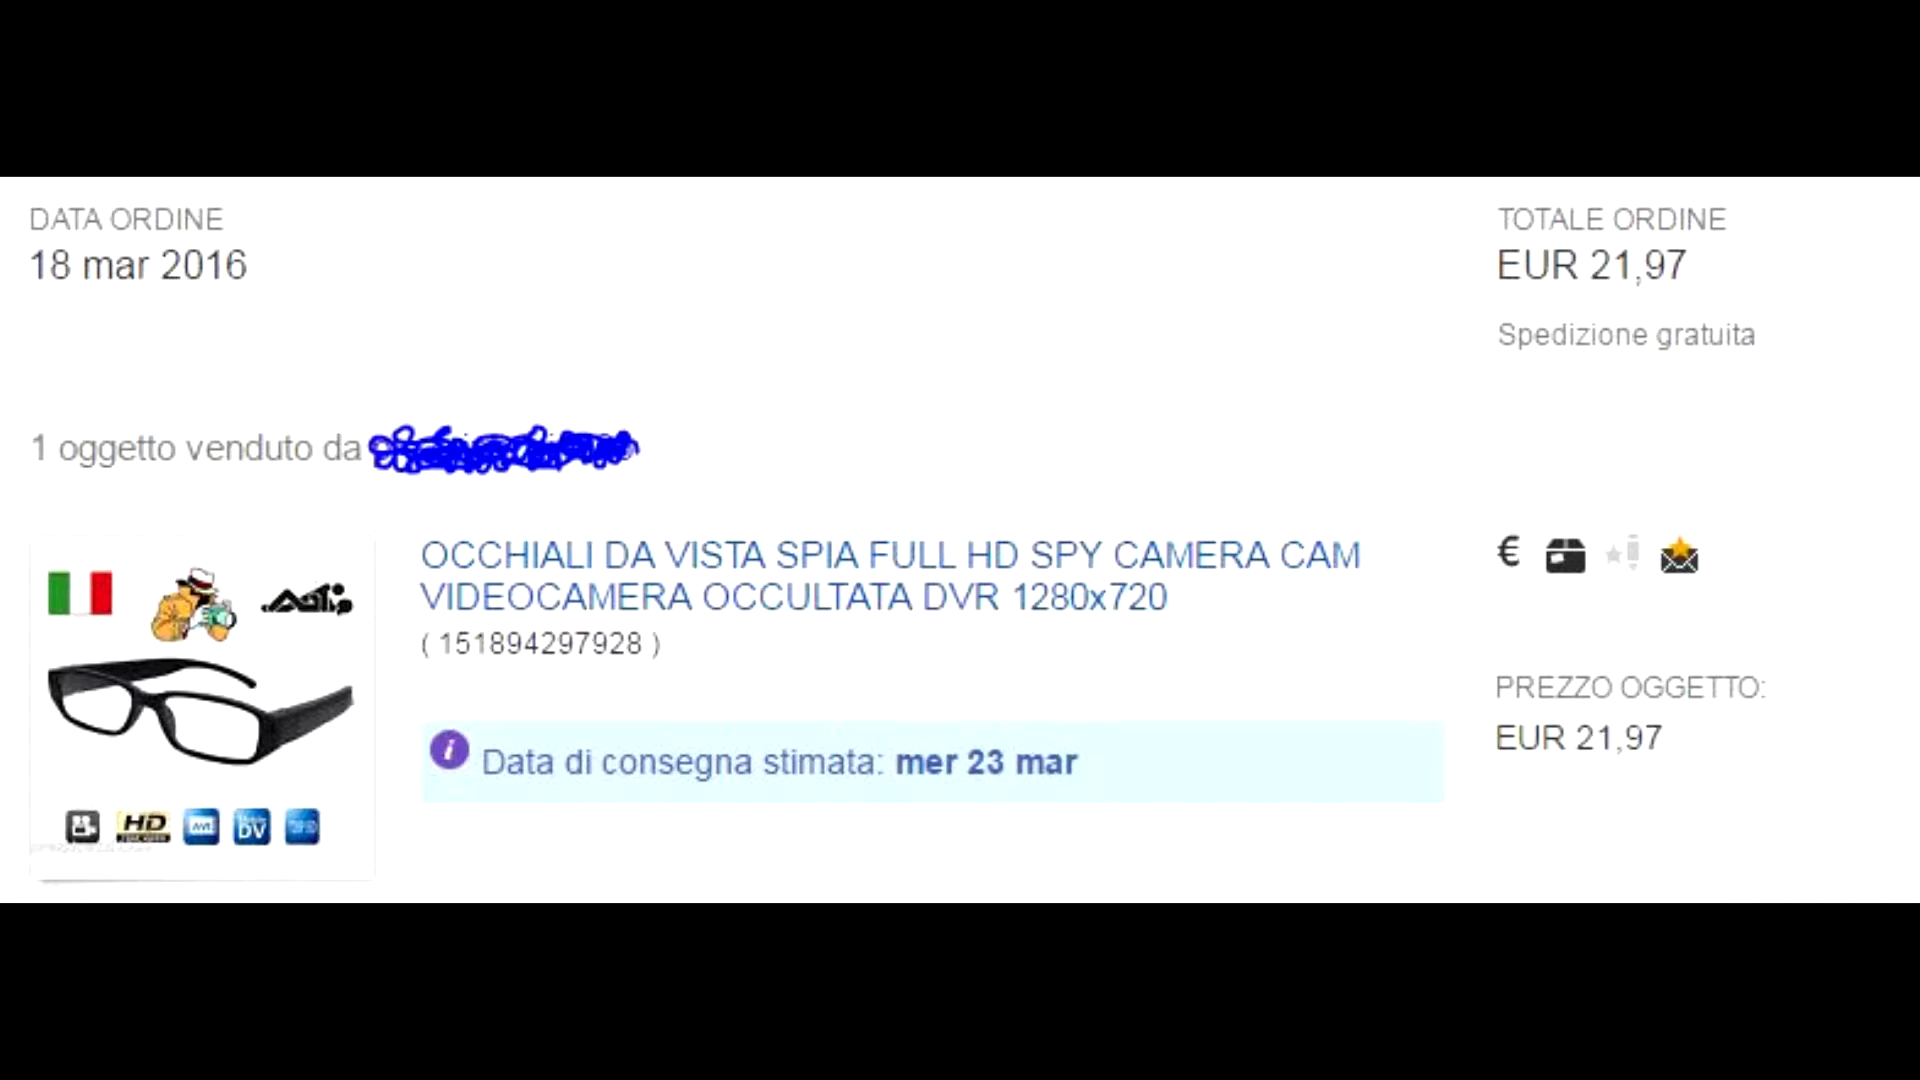 DATA ORDINE
18 mar 2016
TOTALE ORDINE
EUR 21,97
Spedizione gratuita
1 oggetto venduto da
OCCHIALI DA VISTA SPIA FULL HD SPY CAMERA CAM
VIDEOCAMERA OCCULTATA DVR 1280x720
( 151894297928 )
€
Data di consegna stimata: mer 23 mar
PREZZO OGGETTO:
EUR 21,97
HD
DV